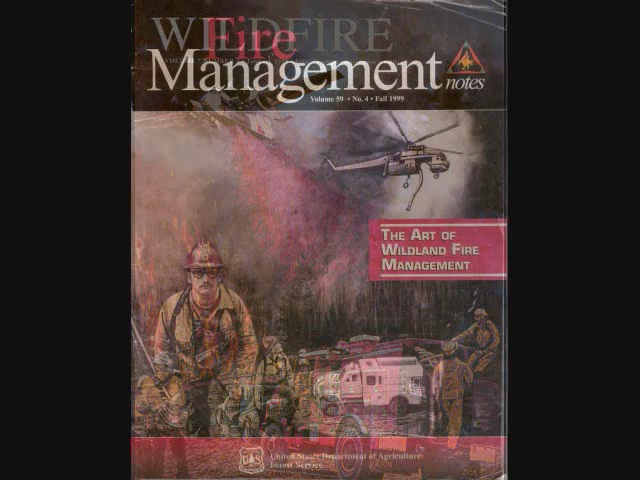 WILDFIRE
Fire
Management notes
Volume 59 • No. 4 • Fall 1999
THE ART OF
WILDLAND FIRE
MANAGEMENT
UAS
United States Department of Agriculture
Forest Service